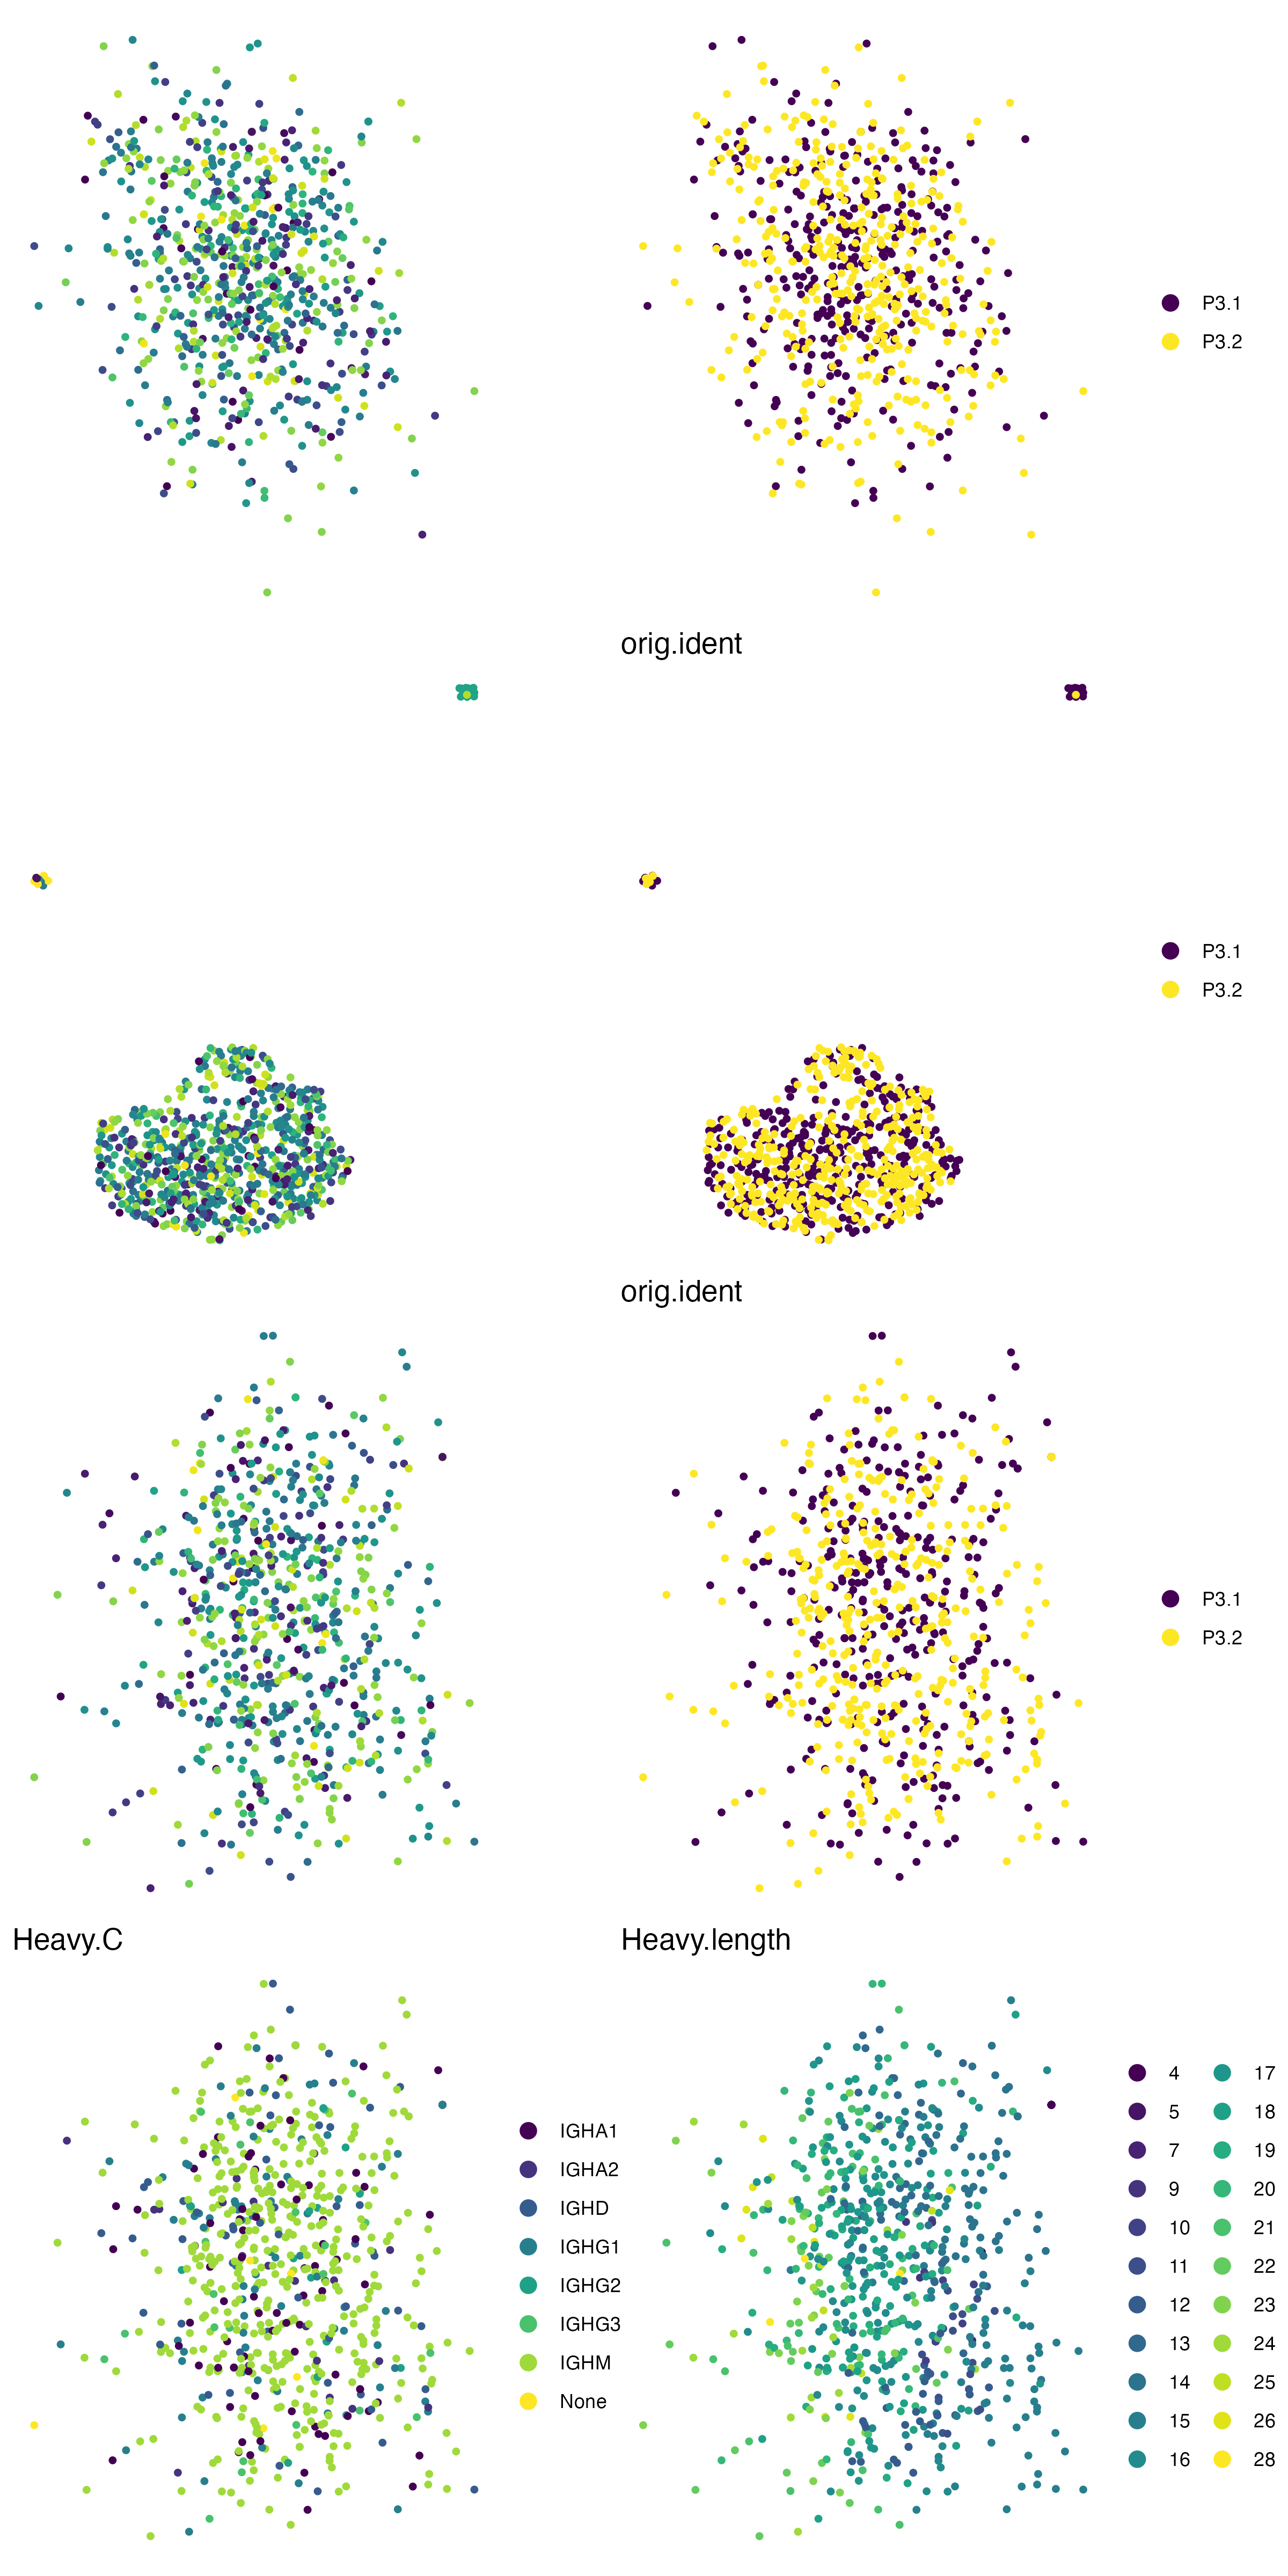 P3.1
P3.2
orig.ident
P3.1
P3.2
orig.ident
P3.1
P3.2
Heavy.C
IGHA1
IGHA2
IGHD
IGHG1
IGHG2
IGHG3
IGHM
None
Heavy.length
4
5
7
9
10
11
12
13
14
15
16
17
18
19
20
21
22
23
24
25
26
28